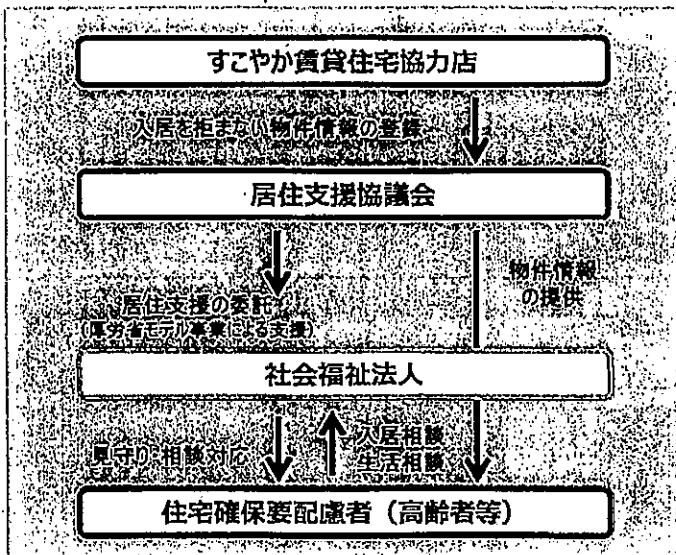 すこやか賃貸住宅協力店
入居を拒まない物件情報の登録
居住支援協議会
物件情報
の提供
居住支援の委託
(厚労省モデル事業による支援)
社会福祉法人
見守り・相談対応
入居相談
生活相談
住宅確保要配慮者（高齢者等）